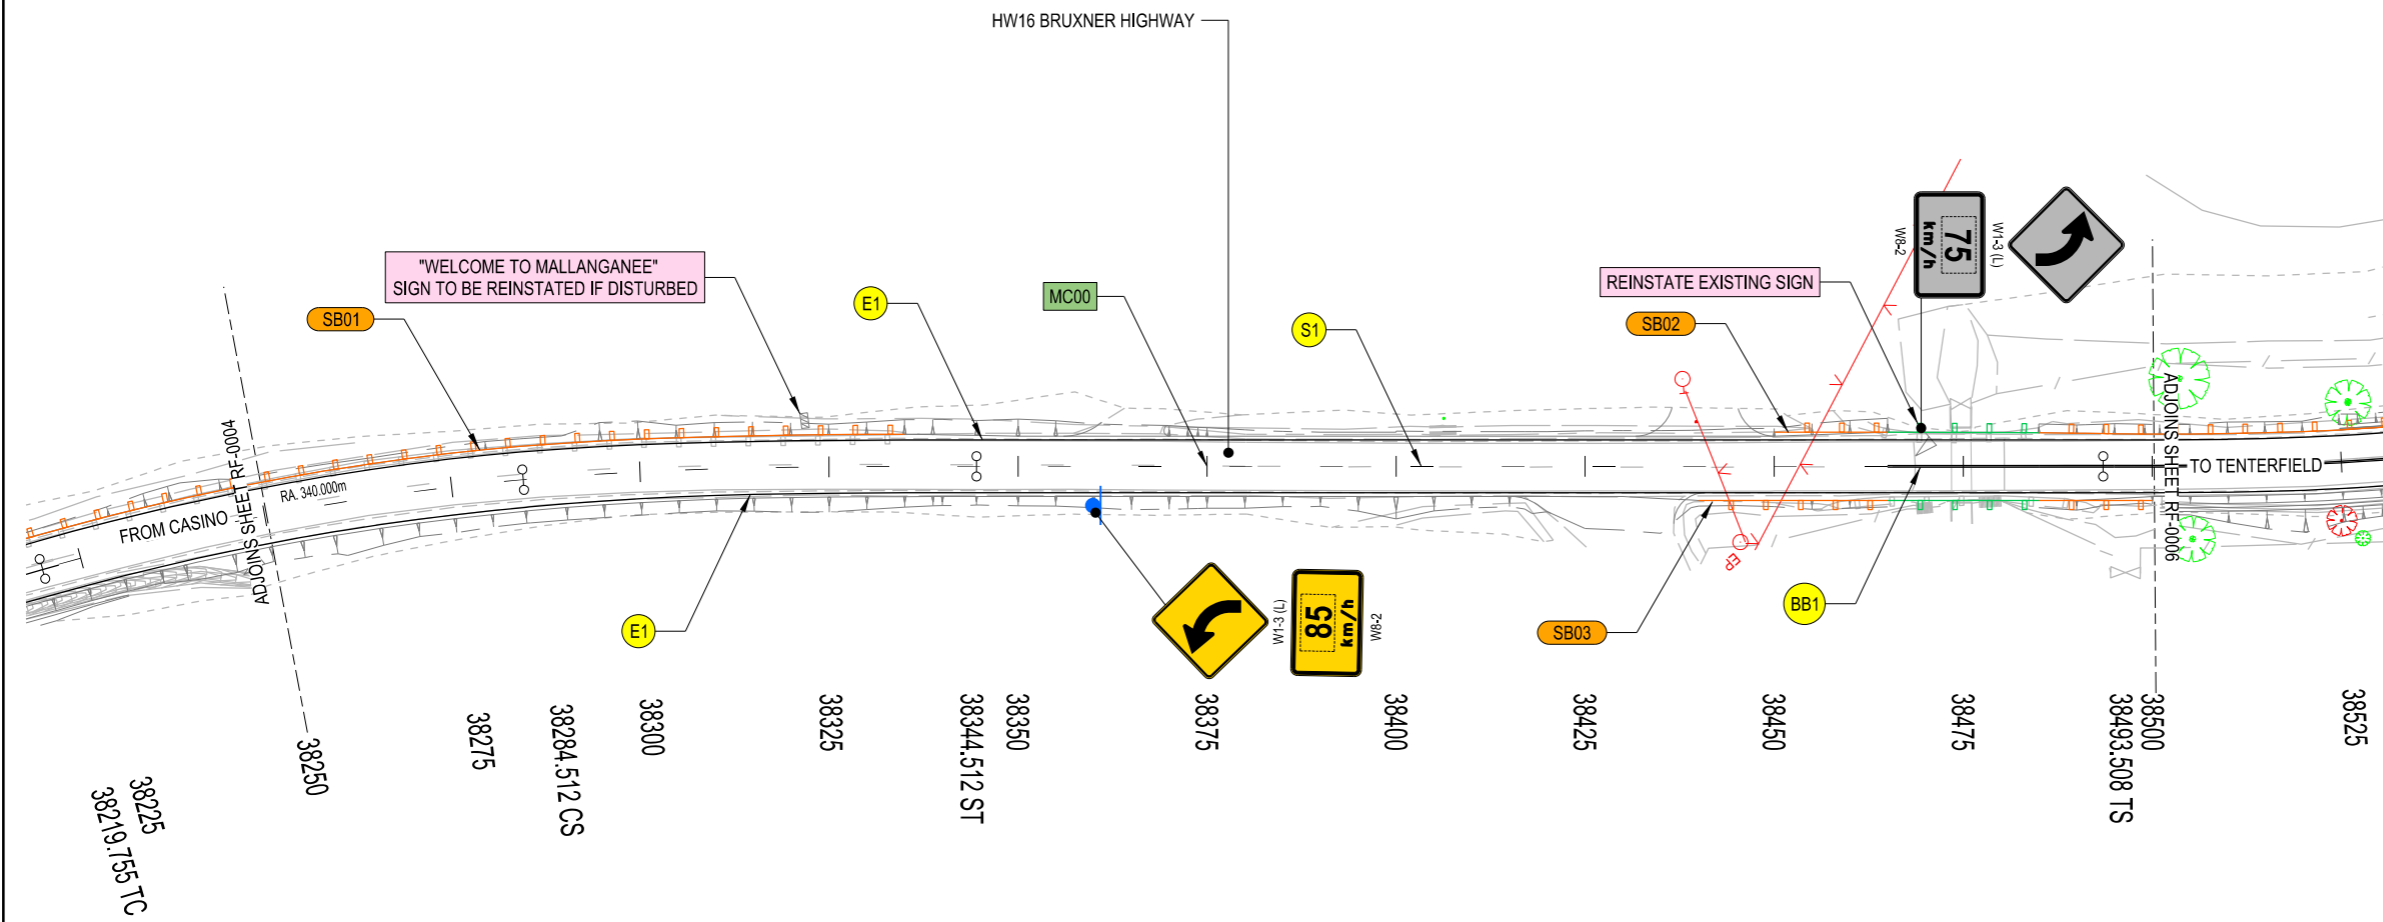 HW16 BRUXNER HIGHWAY
"WELCOME TO MALLANGANEE"
SIGN TO BE REINSTATED IF DISTURBED
SB01
E1
MC00
S1
REINSTATE EXISTING SIGN
SB02
75
km/h
W8-2
W1-3 (L)
ADJOINS SHEET RF-0004
RA. 340.000m
FROM CASINO
TO TENTERFIELD
ADJOINS SHEET RF-0006
EP
E1
W1-3 (L)
85
km/h
W8-2
SB03
BB1
38219.755 TC
38225
38250
38275
38284.512 CS
38300
38325
38344.512 ST
38350
38375
38400
38425
38450
38475
38493.508 TS
38500
38525